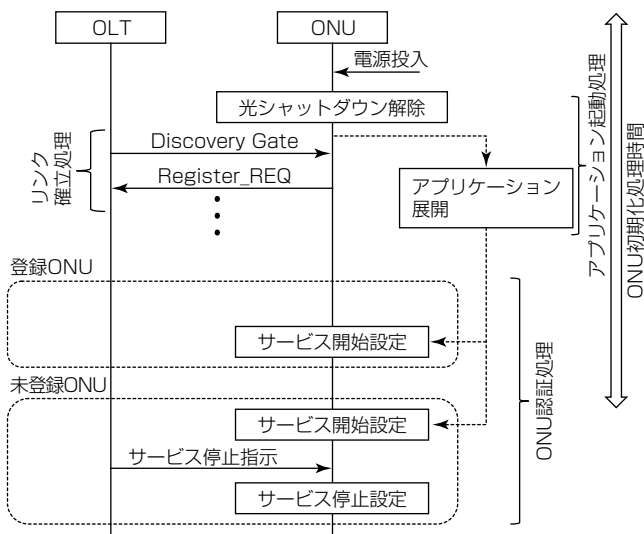 OLT
ONU
電源投入
光シャットダウン解除
Discovery Gate
Register_REQ
リンク
確立処理
アプリケーション
展開
アプリケーション起動処理
ONU初期化処理時間
登録ONU
サービス開始設定
未登録ONU
サービス開始設定
サービス停止指示
サービス停止設定
ONU認証処理